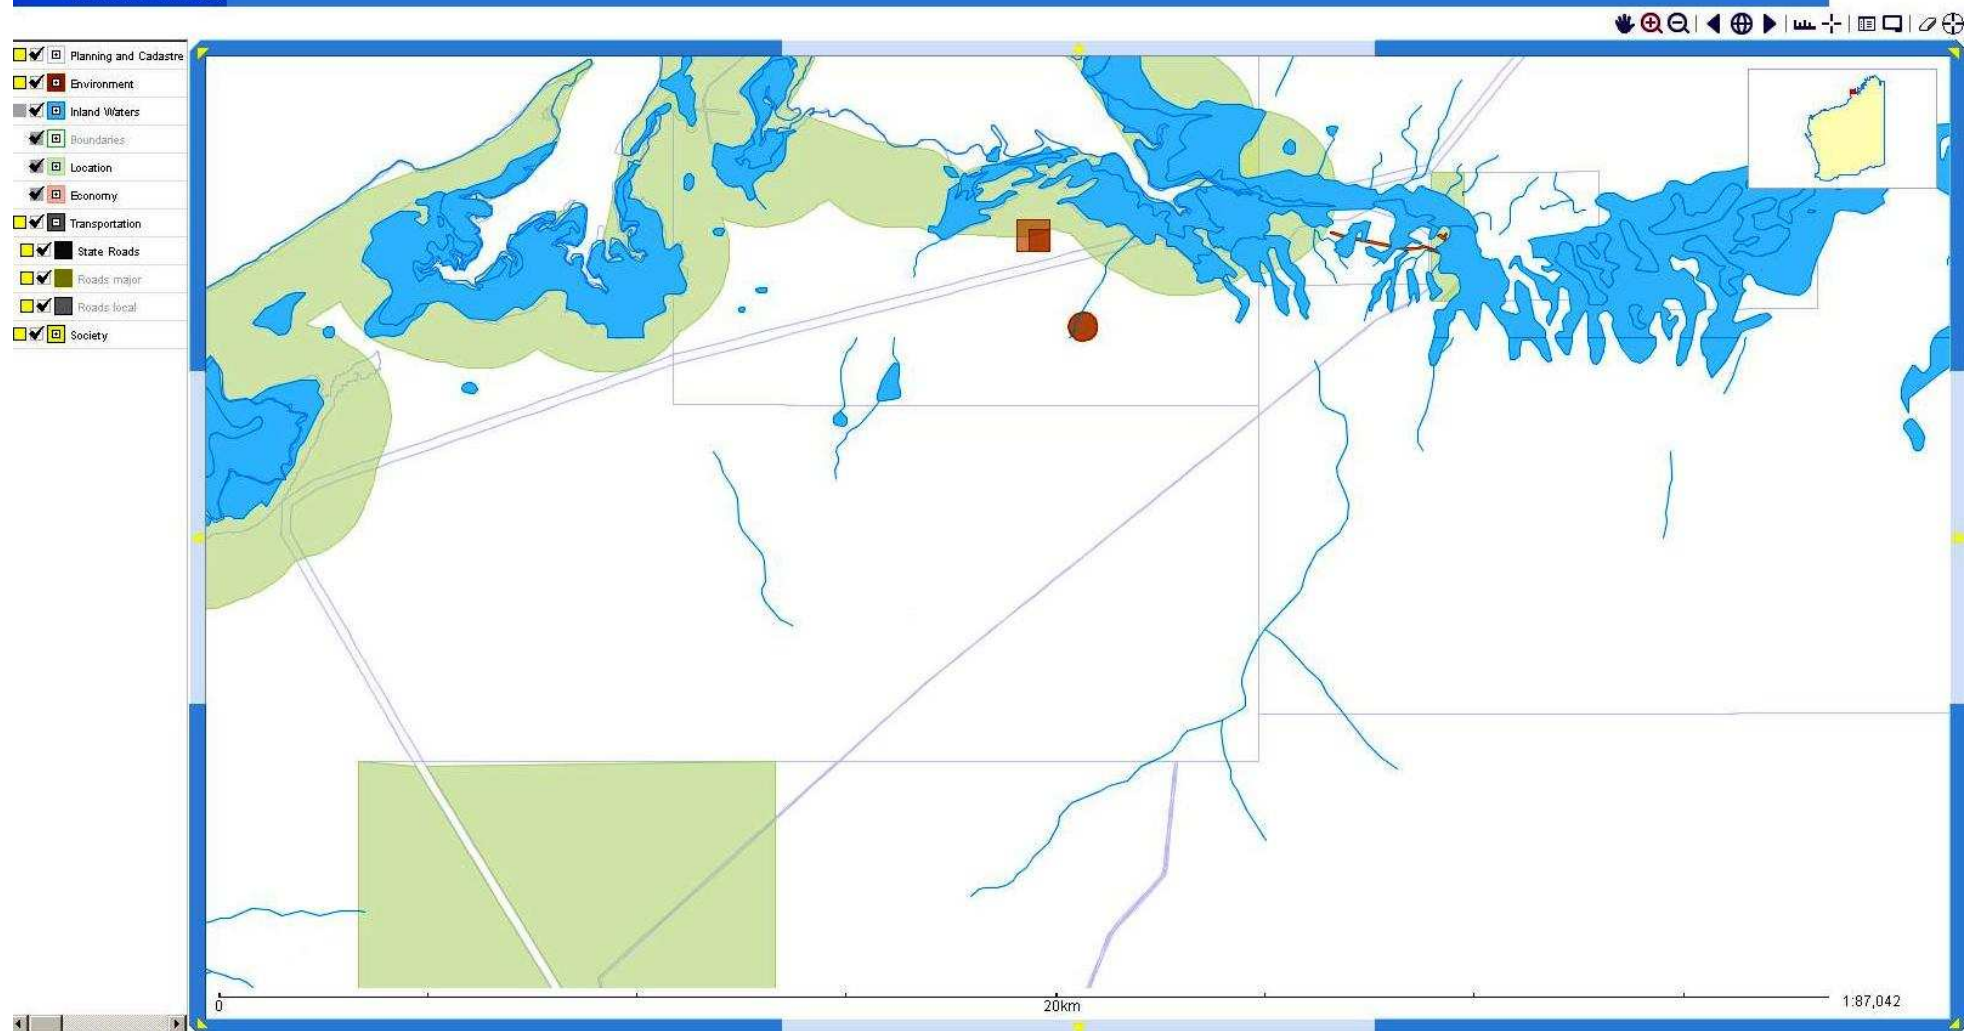 Planning and Cadastre
Environment
Inland Waters
Boundaries
Location
Economy
Transportation
State Roads
Roads major
Roads local
Society
0
20km
1:87,042